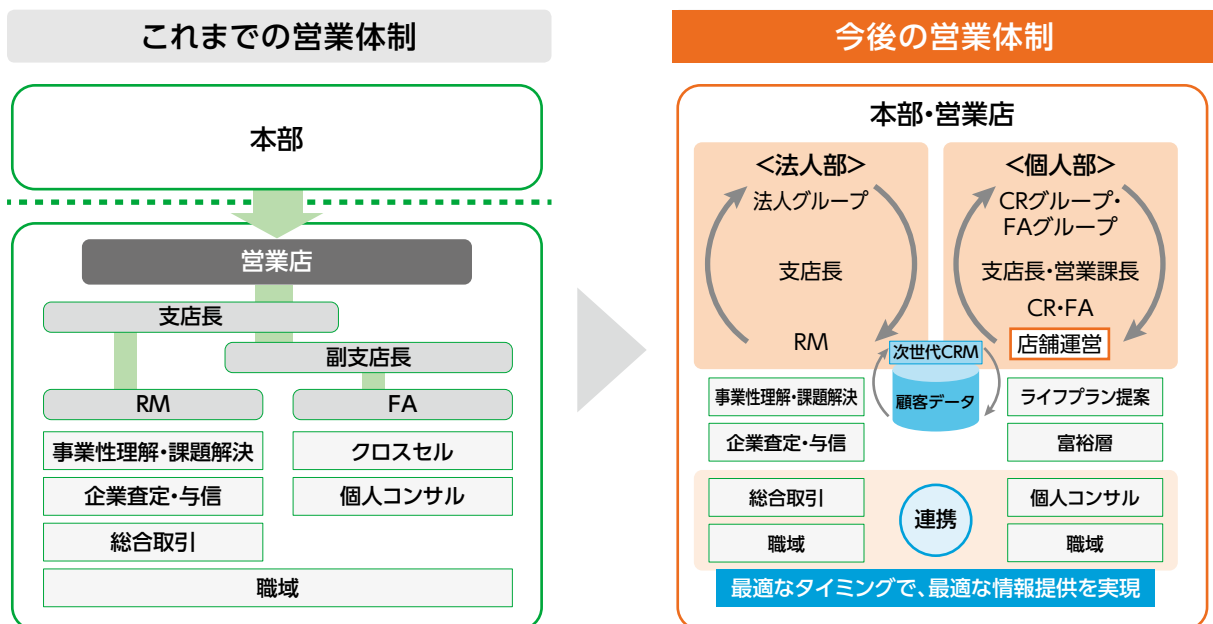 これまでの営業体制
本部
営業店
支店長
副支店長
RM
FA
事業性理解・課題解決
クロスセル
企業査定・与信
個人コンサル
総合取引
職域
今後の営業体制
本部・営業店
<法人部>
法人グループ
支店長
RM
<個人部>
CRグループ・
FAグループ
支店長・営業課長
CR・FA
店舗運営
次世代CRM
顧客データ
事業性理解・課題解決
ライフプラン提案
企業査定・与信
富裕層
総合取引
個人コンサル
連携
職域
職域
最適なタイミングで、最適な情報提供を実現